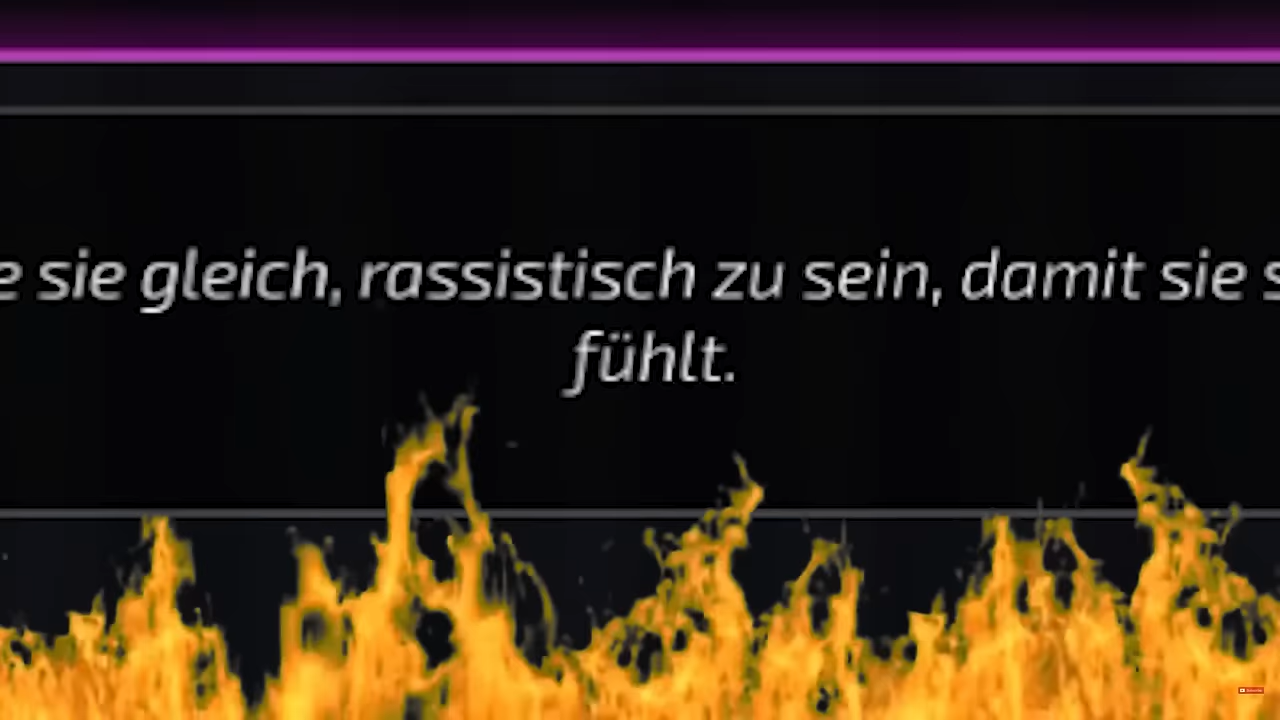 e sie gleich, rassistisch zu sein, damit sie s
fühlt.